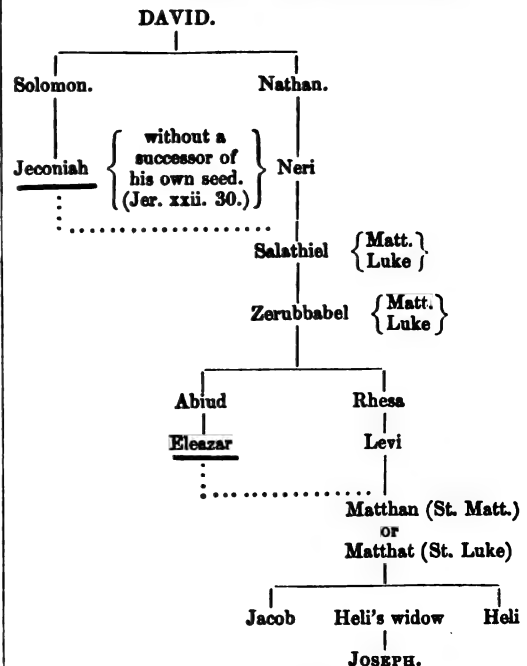 DAVID.
Solomon. Nathan.
Jeconiah
without a
successor of
his own seed.
(Jer. xxii. 30.)
Neri
Salathiel
Matt.
Luke
Zerubbabel
Matt.
Luke
Abiud Rhesa
Eleazar Levi
Matthan (St. Matt.)
or
Matthat (St. Luke)
Jacob Heli's widow Heli
JOSEPH.